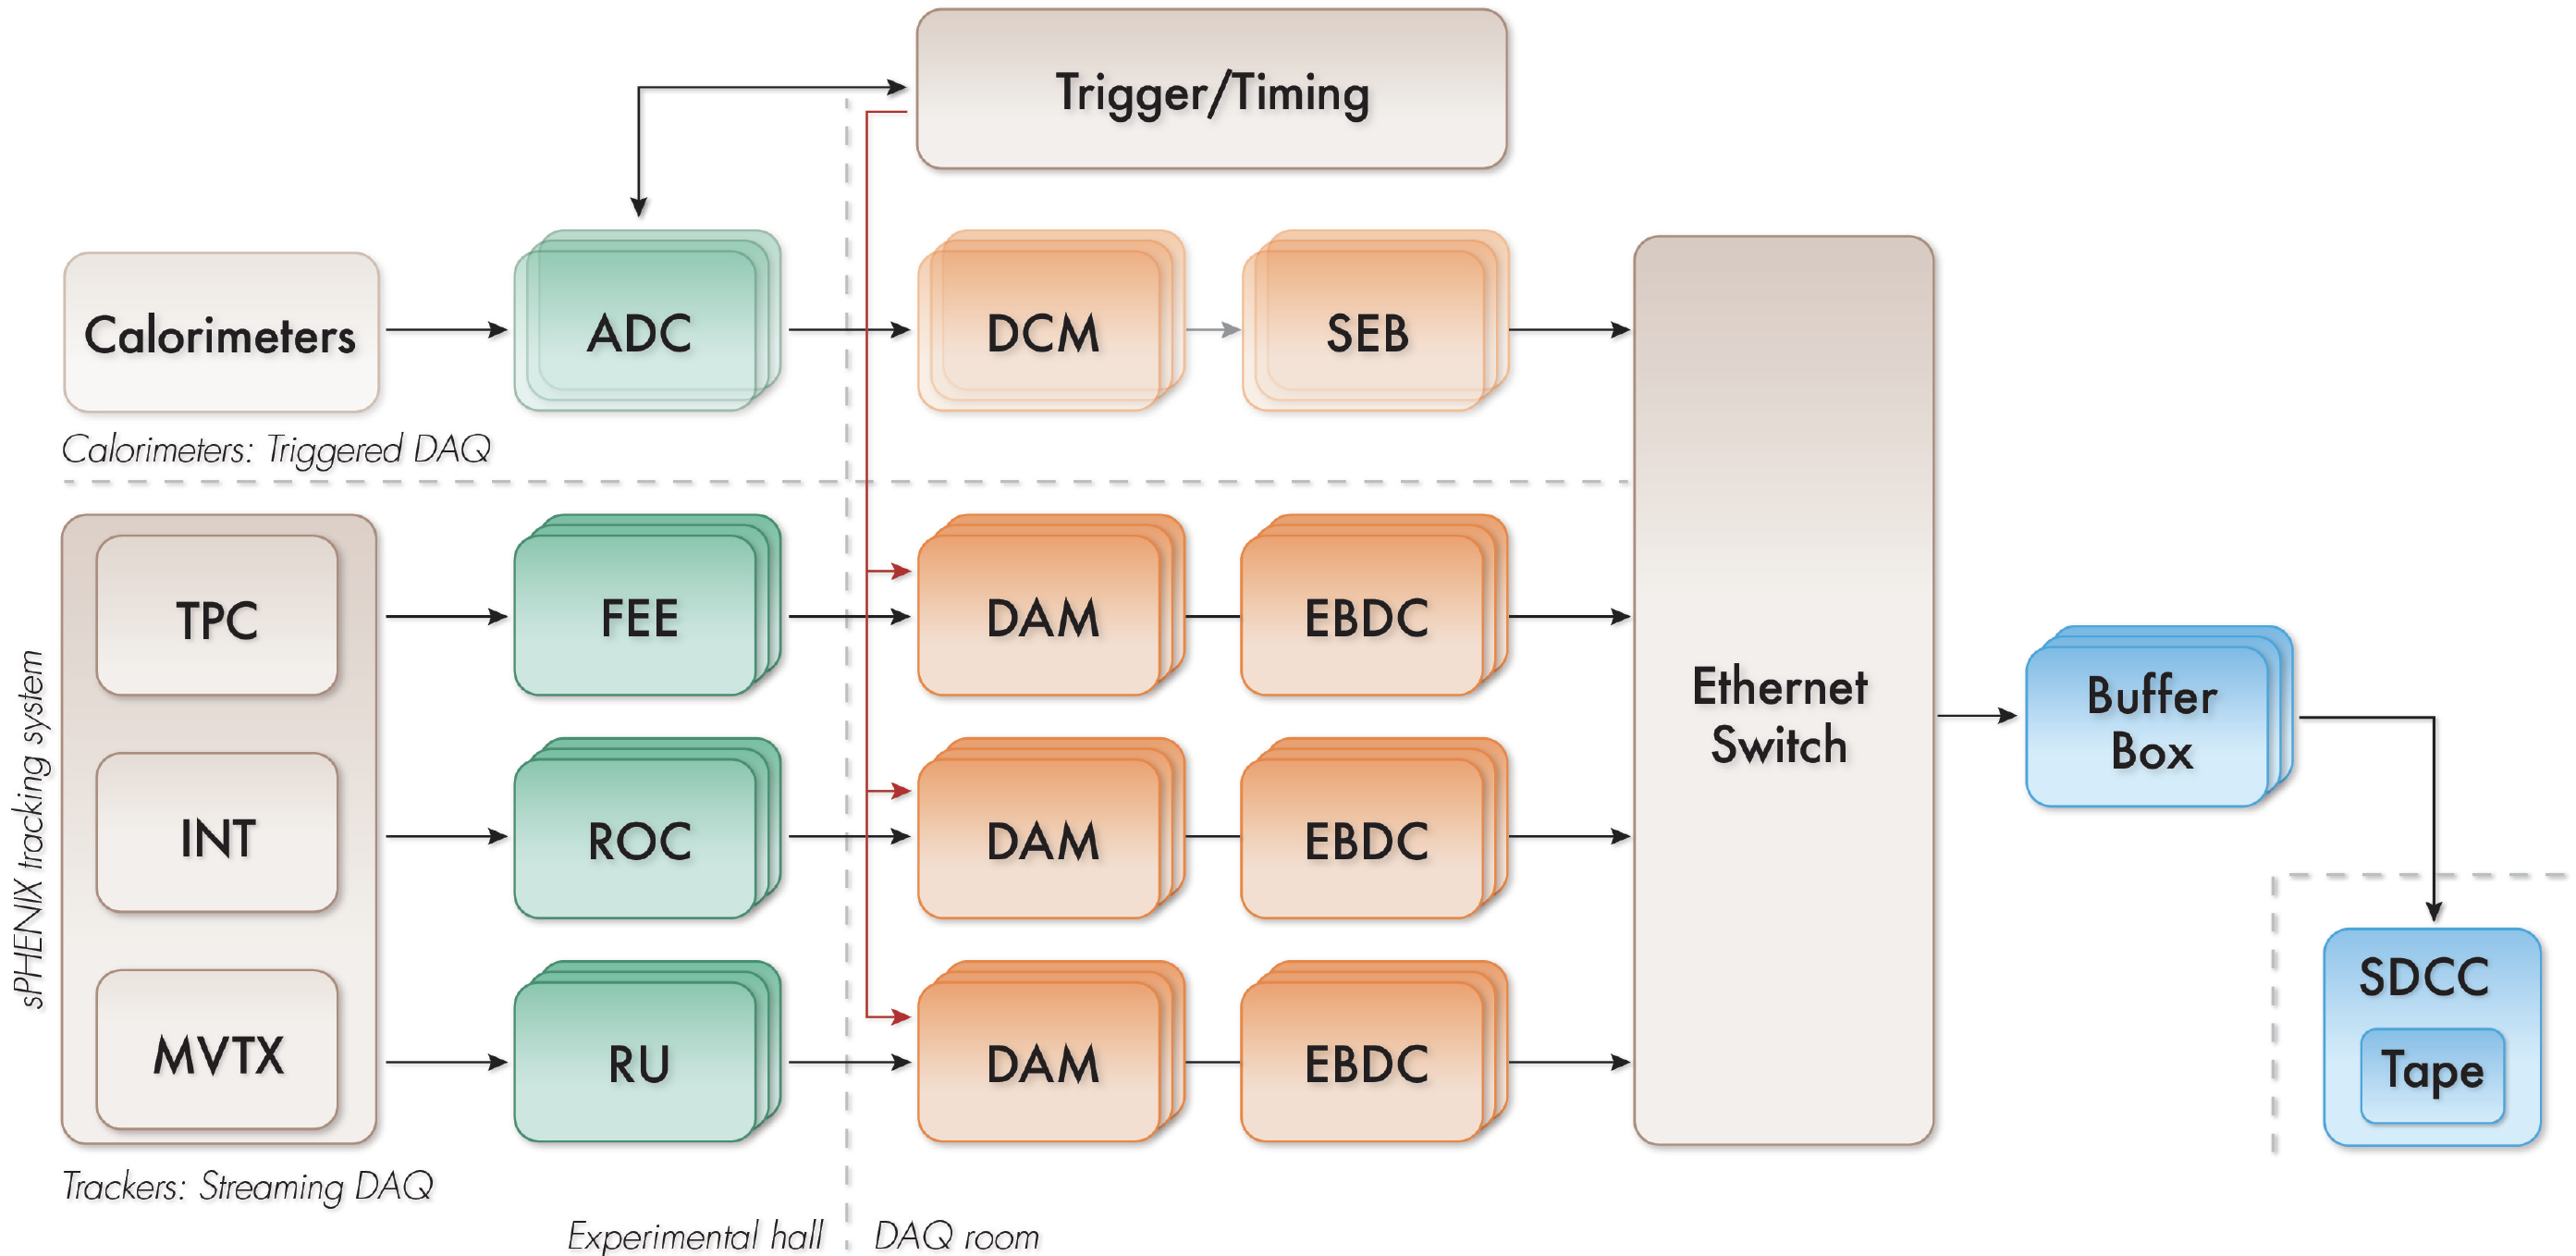 Trigger/Timing
Calorimeters
ADC
DCM
SEB
Calorimeters: Triggered DAQ
sPHENIX tracking system
TPC
FEE
DAM
EBDC
INT
ROC
DAM
EBDC
MVTX
RU
DAM
EBDC
Ethernet
Switch
Buffer
Box
SDCC
Tape
Trackers: Streaming DAQ
Experimental hall
DAQ room